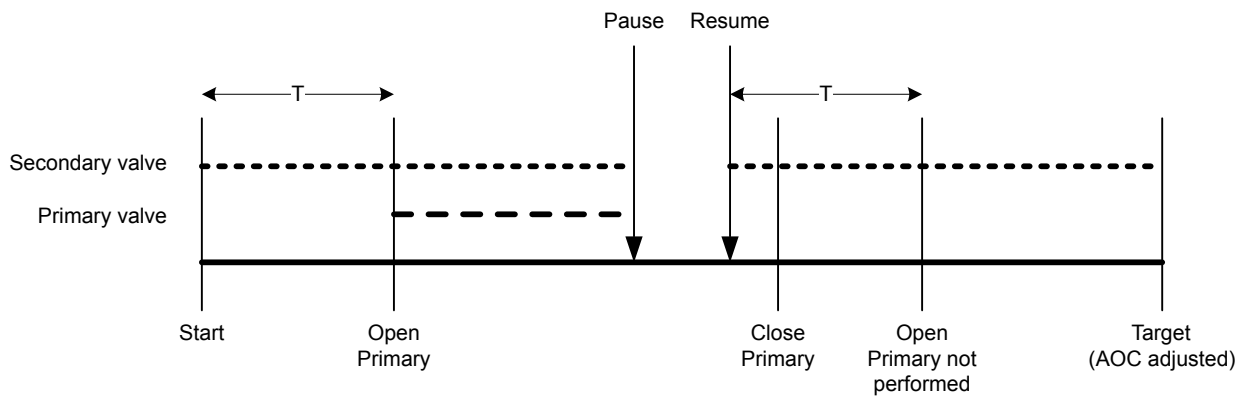 Pause
Resume
T
T
Secondary valve
Primary valve
Start
Open
Primary
Close
Primary
Open
Primary not
performed
Target
(AOC adjusted)